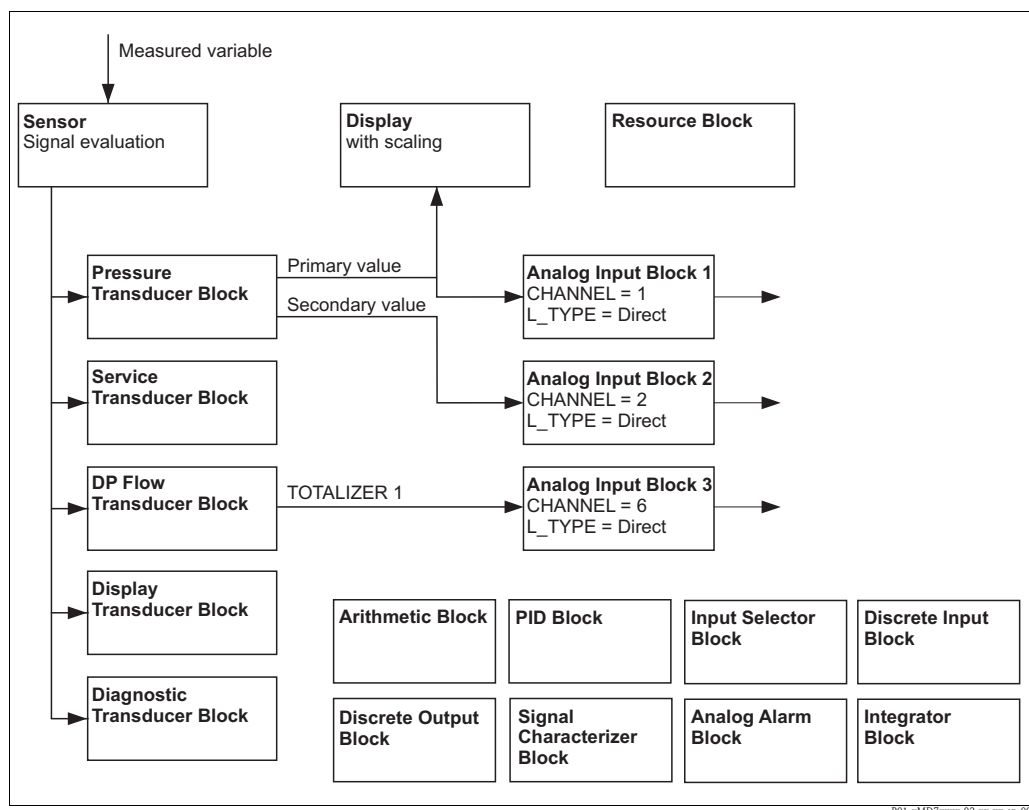 Measured variable
Sensor
Signal evaluation
Display
with scaling
Resource Block
Pressure
Transducer Block
Primary value
Secondary value
Analog Input Block 1
CHANNEL = 1
L_TYPE = Direct
Service
Transducer Block
Analog Input Block 2
CHANNEL = 2
L_TYPE = Direct
DP Flow
Transducer Block
TOTALIZER 1
Analog Input Block 3
CHANNEL = 6
L_TYPE = Direct
Display
Transducer Block
Arithmetic Block
PID Block
Input Selector
Block
Discrete Input
Block
Diagnostic
Transducer Block
Discrete Output
Block
Signal
Characterizer
Block
Analog Alarm
Block
Integrator
Block